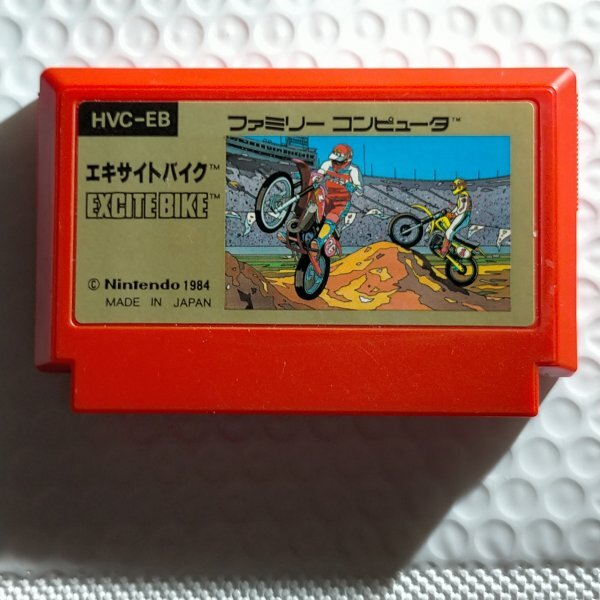 HVC-EB
ファミリー コンピュータ™
エキサイトバイク™
EXCITEBIKE™
© Nintendo 1984
MADE IN JAPAN